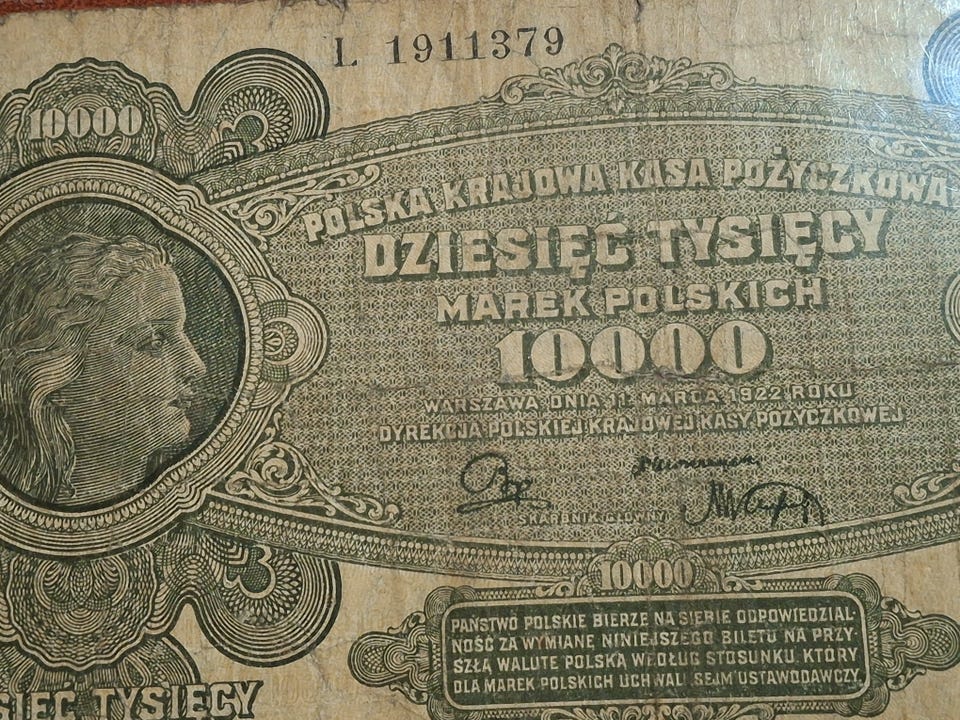 L 1911379
10000
POLSKA KRAJOWA KASA POŻYCZKOWA
DZIESIĘĆ TYSIĘCY
MAREK POLSKICH
10000
WARSZAWA DNIA 11 MARCA 1922 ROKU
DYREKCJA POLSKIEJ KRAJOWEJ KASY POŻYCZKOWEJ
SKARBNIK GŁÓWNY
10000
PAŃSTWO POLSKIE BIERZE NA SIEBIE ODPOWIEDZIAL-
NOŚĆ ZA WYMIANĘ NINIEJSZEGO BILETU NA PRZY-
SZŁĄ WALUTĘ POLSKĄ WEDŁUG STOSUNKU, KTÓRY
DLA MAREK POLSKICH UCHWALI SEJM USTAWODAWCZY.
TYSIĘCY